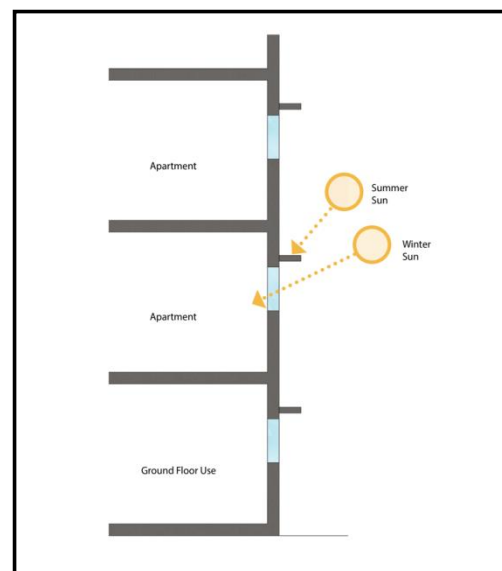 Apartment
Summer
Sun
Winter
Sun
Apartment
Ground Floor Use